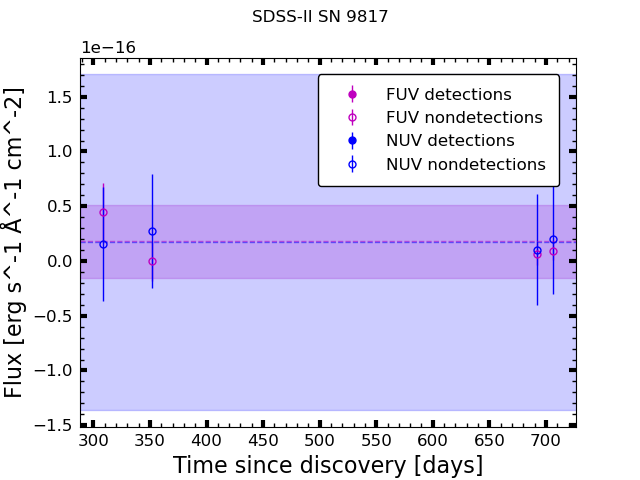 SDSS-II SN 9817
1e−16
FUV detections
FUV nondetections
NUV detections
NUV nondetections
1.5
1.0
0.5
0.0
−0.5
−1.0
−1.5
Flux [erg s^-1 Å^-1 cm^-2]
300 350 400 450 500 550 600 650 700
Time since discovery [days]